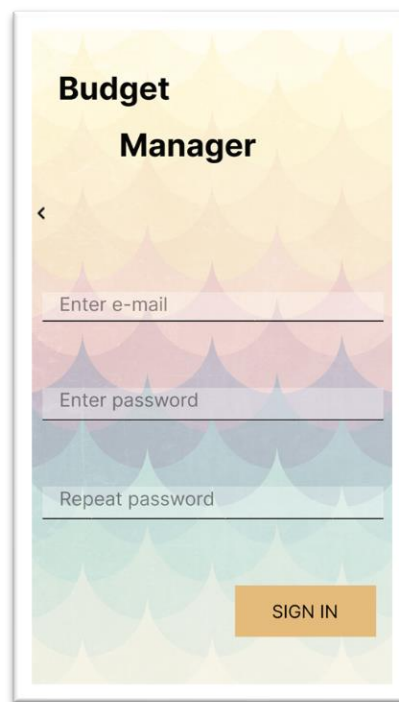 Budget
Manager
Enter e-mail
Enter password
Repeat password
SIGN IN